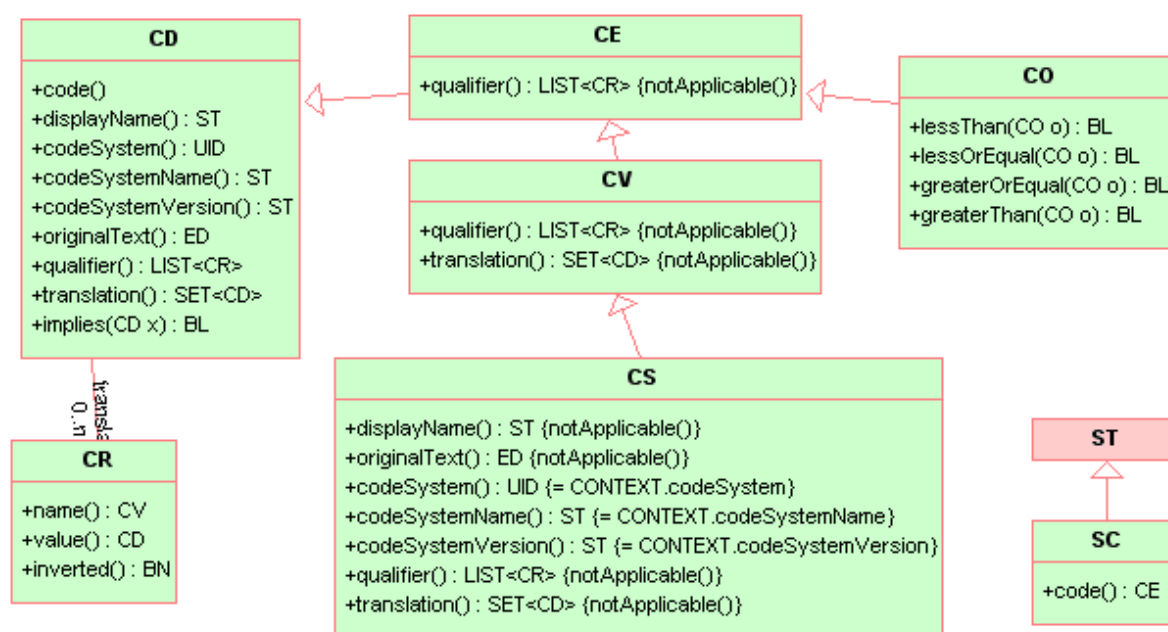 CD
+code()
+displayName() : ST
+codeSystem() : UID
+codeSystemName() : ST
+codeSystemVersion() : ST
+originalText() : ED
+qualifier() : LIST<CR>
+translation() : SET<CD>
+implies(CD x) : BL
CE
+qualifier() : LIST<CR> {notApplicable()}
CO
+lessThan(CO o) : BL
+lessOrEqual(CO o) : BL
+greaterOrEqual(CO o) : BL
+greaterThan(CO o) : BL
CV
+qualifier() : LIST<CR> {notApplicable()}
+translation() : SET<CD> {notApplicable()}
transla
0..n
CR
+name() : CV
+value() : CD
+inverted() : BN
CS
+displayName() : ST {notApplicable()}
+originalText() : ED {notApplicable()}
+codeSystem() : UID {= CONTEXT.codeSystem}
+codeSystemName() : ST {= CONTEXT.codeSystemName}
+codeSystemVersion() : ST {= CONTEXT.codeSystemVersion}
+qualifier() : LIST<CR> {notApplicable()}
+translation() : SET<CD> {notApplicable()}
ST
SC
+code() : CE